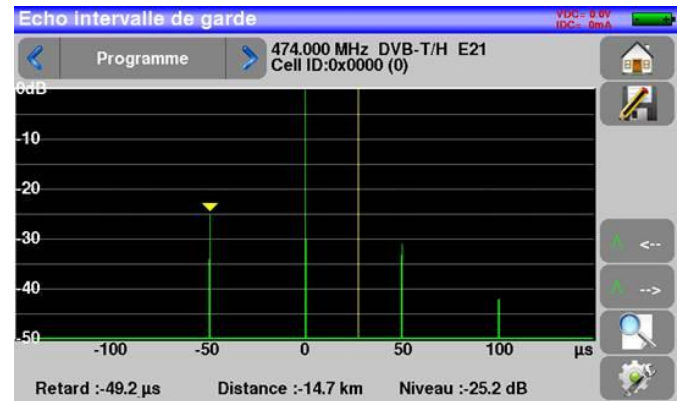 Echo intervalle de garde
VDC= 0.0V
IDC= 0mA
Programme
474.000 MHz DVB-T/H E21
Cell ID:0x0000 (0)
0dB
-10
-20
-30
-40
-50
-100 -50 0 50 100 µs
<--
-->
Retard :-49.2 µs Distance :-14.7 km Niveau :-25.2 dB